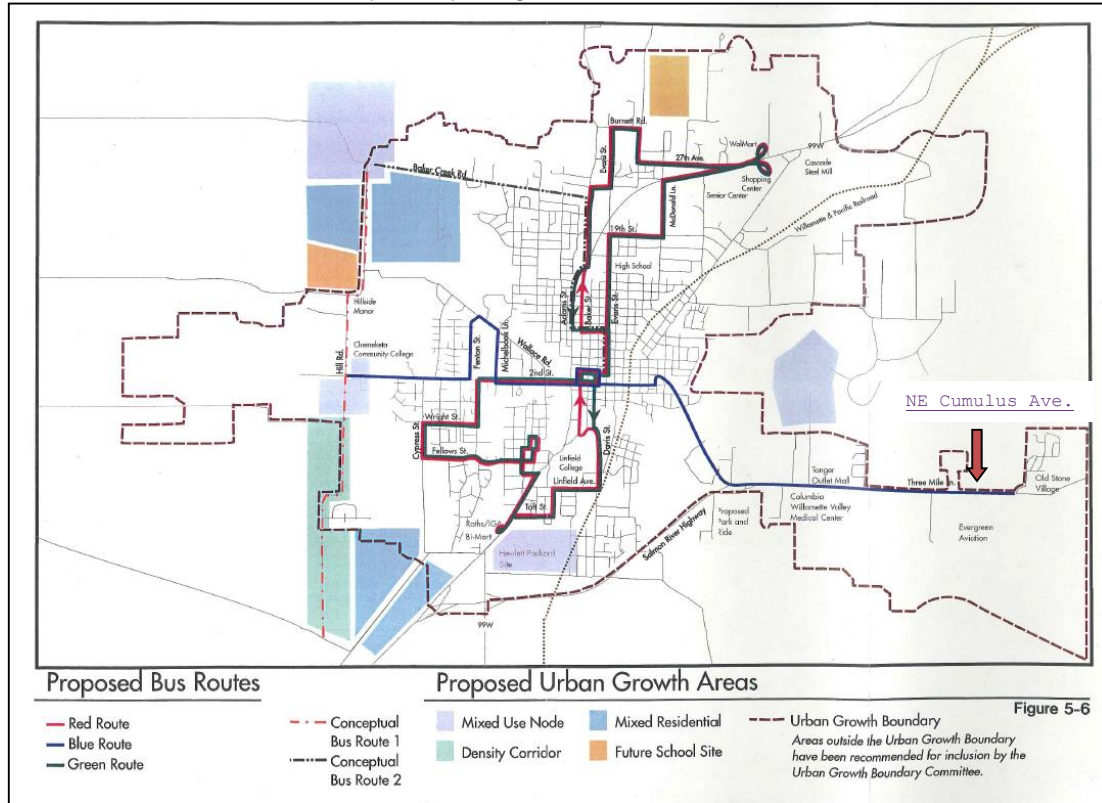 Burnett Rd.
WalMart
99W
Evans St.
27th Ave.
Cascade
Steel Mill
Shopping
Center
Baker Creek Rd.
Senior Center
McDonald Ln.
Willamette & Pacific Railroad
19th St.
High School
Hillside
Manor
Adams St.
Baker St.
Evans St.
Chemeketa
Community College
Hill Rd.
Fenton St.
Michelbook Ln.
Wallace Rd.
2nd St.
NE Cumulus Ave.
Wright St.
Cypress St.
Fellows St.
Linfield
College
Davis St.
Linfield Ave.
Tanger
Outlet Mall
Three Mile Ln.
Old Stone
Village
Taft St.
Columbia
Willamette Valley
Medical Center
Roths/IGA
Bi-Mart
Proposed
Park and
Ride
Salmon River Highway
Evergreen
Aviation
Hewlett Packard
Site
99W
Proposed Bus Routes
Proposed Urban Growth Areas
Figure 5-6
Red Route
Blue Route
Green Route
Conceptual
Bus Route 1
Conceptual
Bus Route 2
Mixed Use Node
Density Corridor
Mixed Residential
Future School Site
Urban Growth Boundary
Areas outside the Urban Growth Boundary
have been recommended for inclusion by the
Urban Growth Boundary Committee.